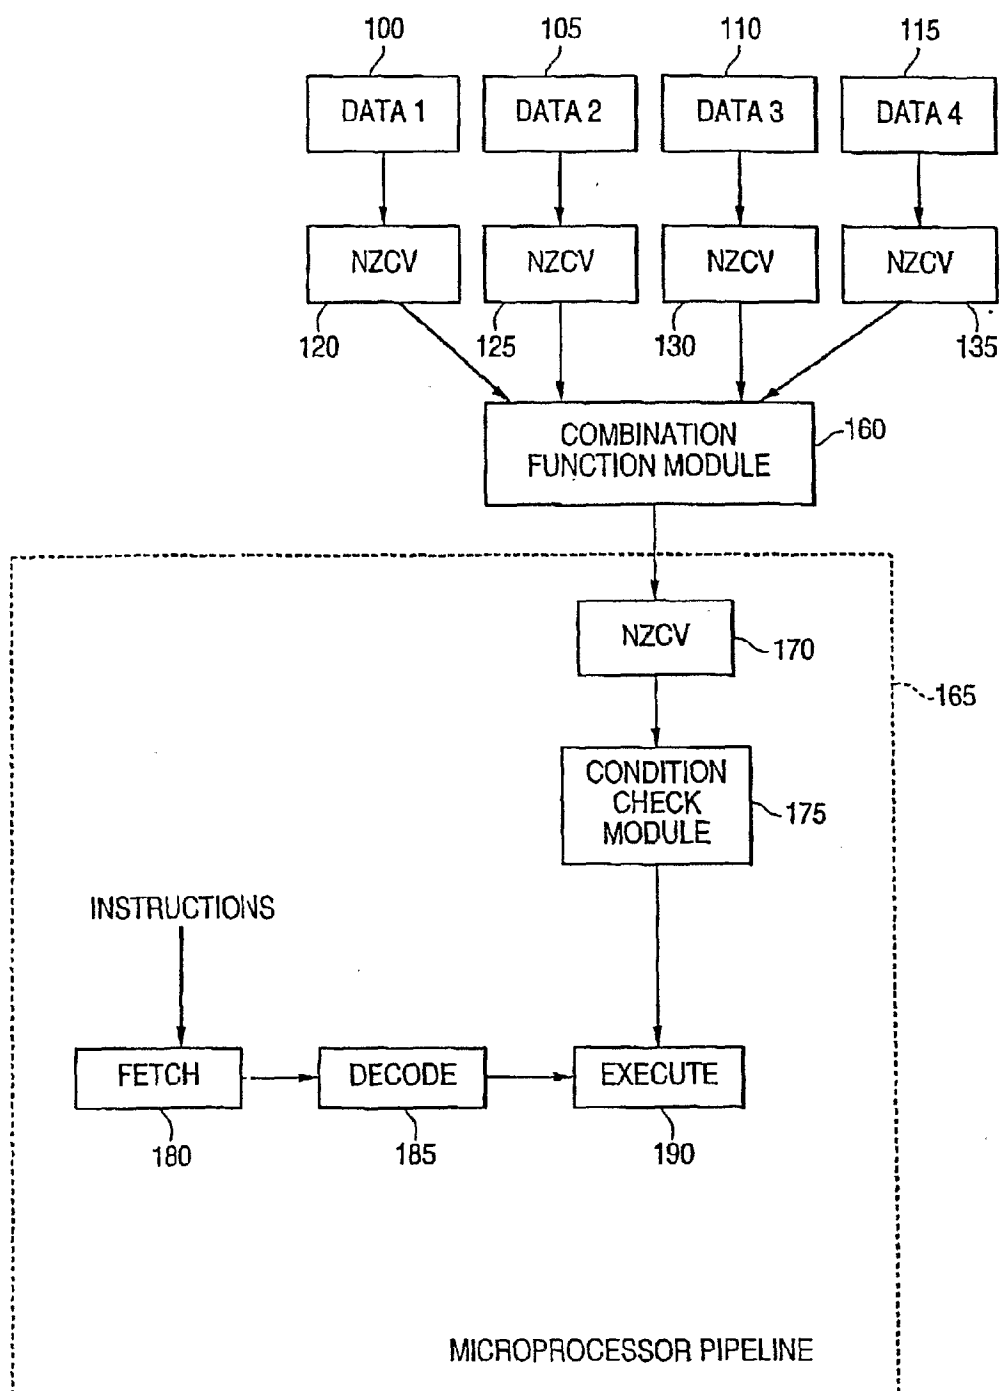 100 105 110 115
DATA 1 DATA 2 DATA 3 DATA 4
NZCV NZCV NZCV NZCV
120 125 130 135
COMBINATION
FUNCTION MODULE
160
NZCV
170
165
CONDITION
CHECK
MODULE
175
INSTRUCTIONS
FETCH DECODE EXECUTE
180 185 190
MICROPROCESSOR PIPELINE